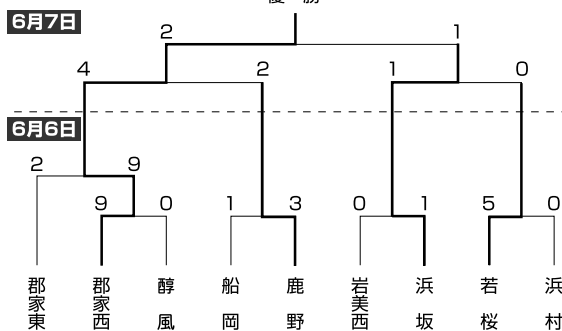 優 勝
6月7日
2 1
4 2 1 0
6月6日
2 9
9 0 1 3 0 1 5 0
郡家東
郡家西
醇風
船岡
鹿野
岩美西
浜坂
若桜
浜村